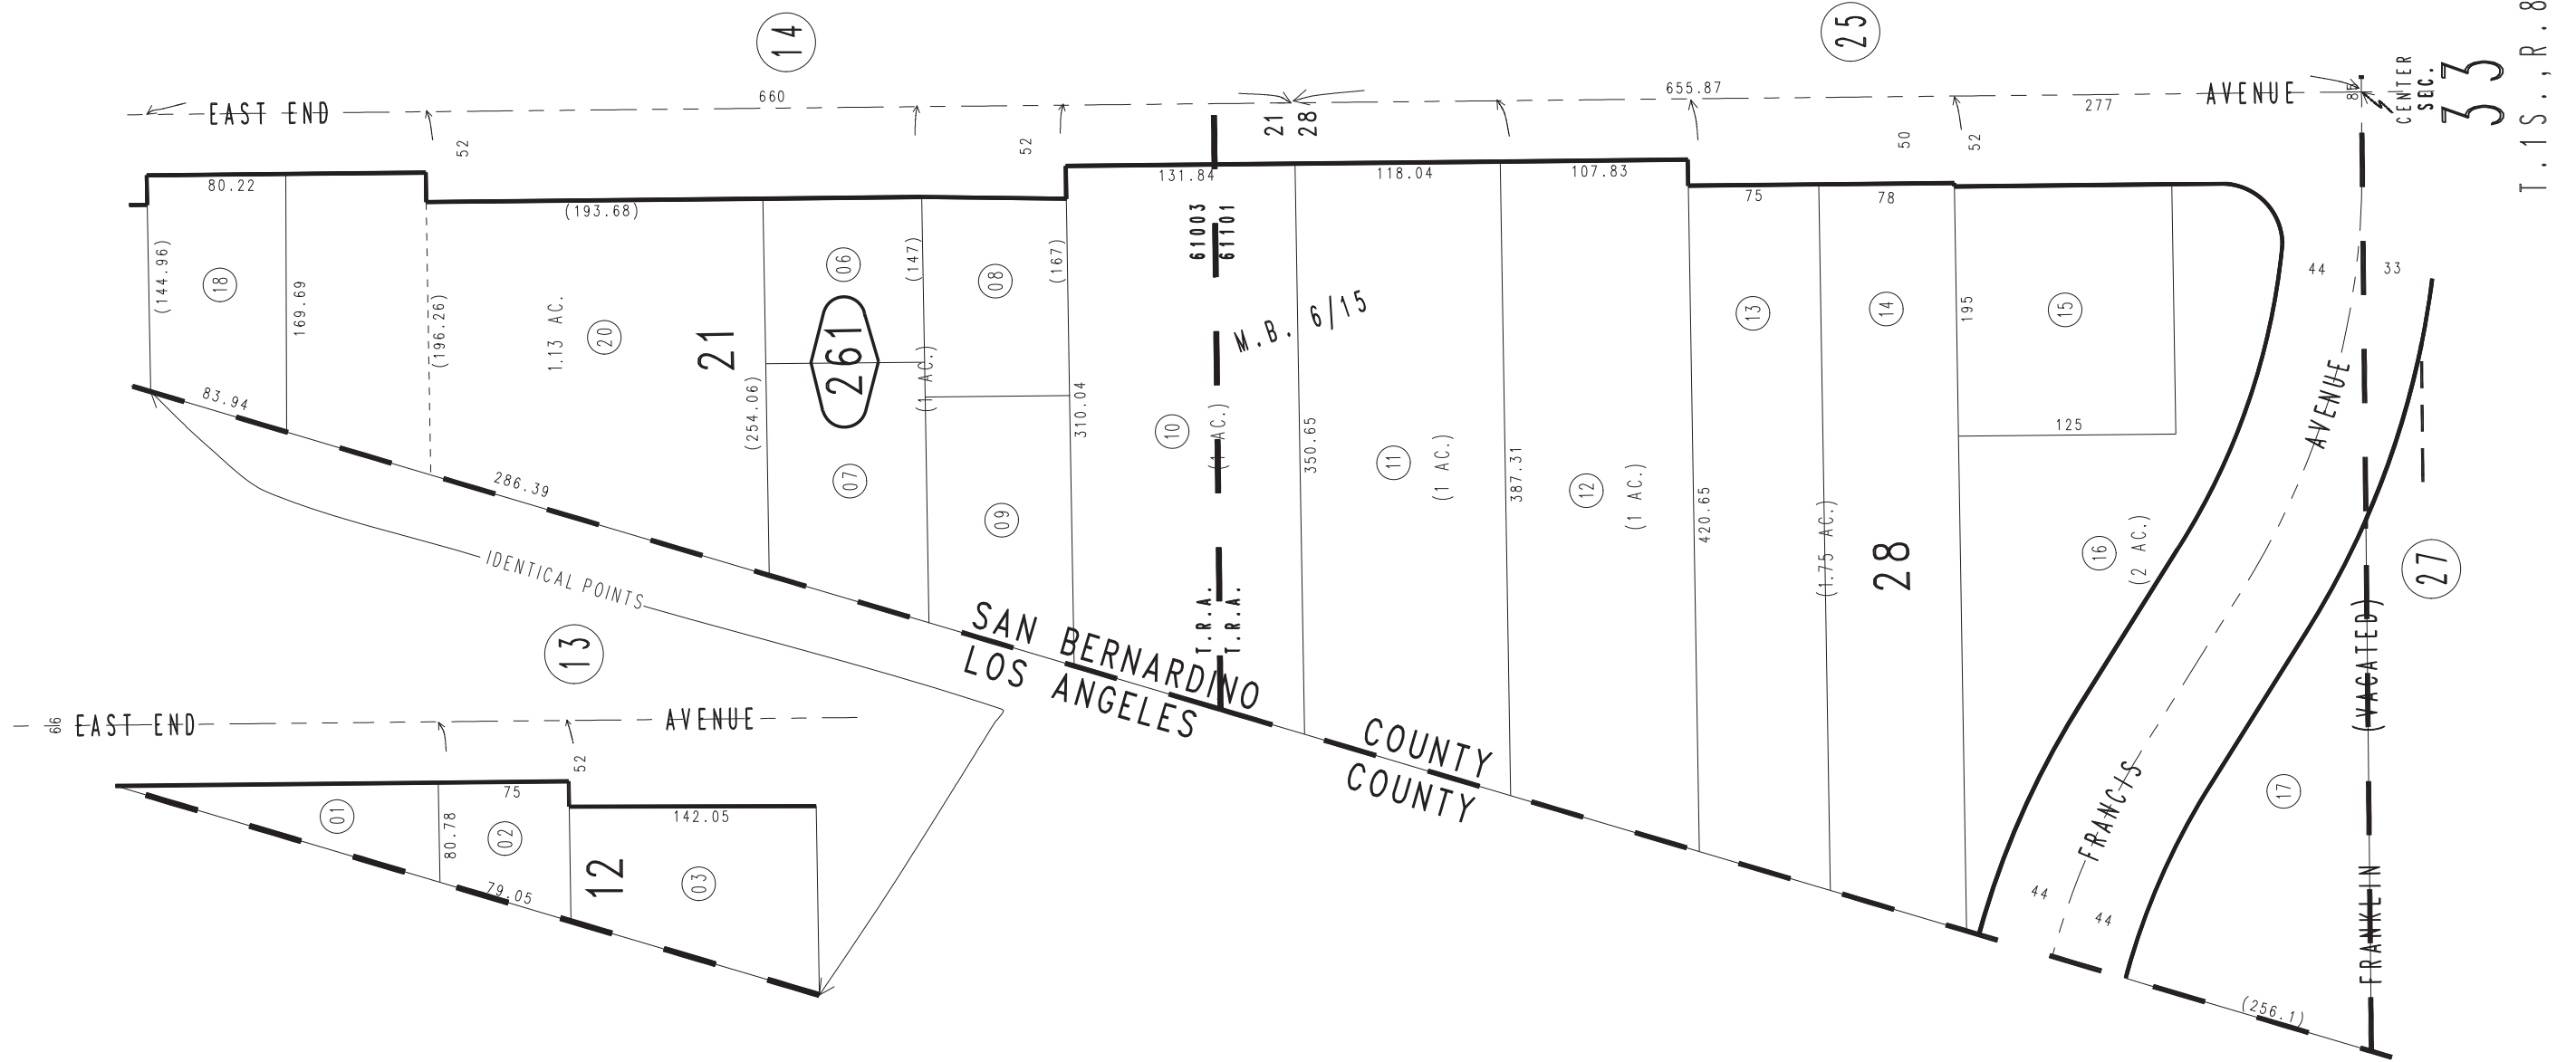 14
25
T.1S.,R.8
EAST END
660
655.87
277
AVENUE
85
CENTER
SEC.
33
52
52
21
28
50
52
80.22
(193.68)
131.84
118.04
107.83
75
78
(144.96)
18
169.69
(196.26)
1.13 AC.
20
21
(254.06)
06
261
07
(147)
(1 AC.)
08
09
(167)
310.04
10
(1 AC.)
61003
61101
M.B. 6/15
T.R.A.
T.R.A.
350.65
11
(1 AC.)
387.31
12
(1 AC.)
420.65
13
(1.75 AC.)
14
28
195
15
125
16
(2 AC.)
44
33
FRANCIS
AVENUE
44
44
FRANKLIN
(VACATED)
27
17
(256.1)
83.94
286.39
IDENTICAL POINTS
SAN BERNARDINO
COUNTY
LOS ANGELES
COUNTY
13
66
EAST END
AVENUE
52
01
80.78
75
02
79.05
12
142.05
03